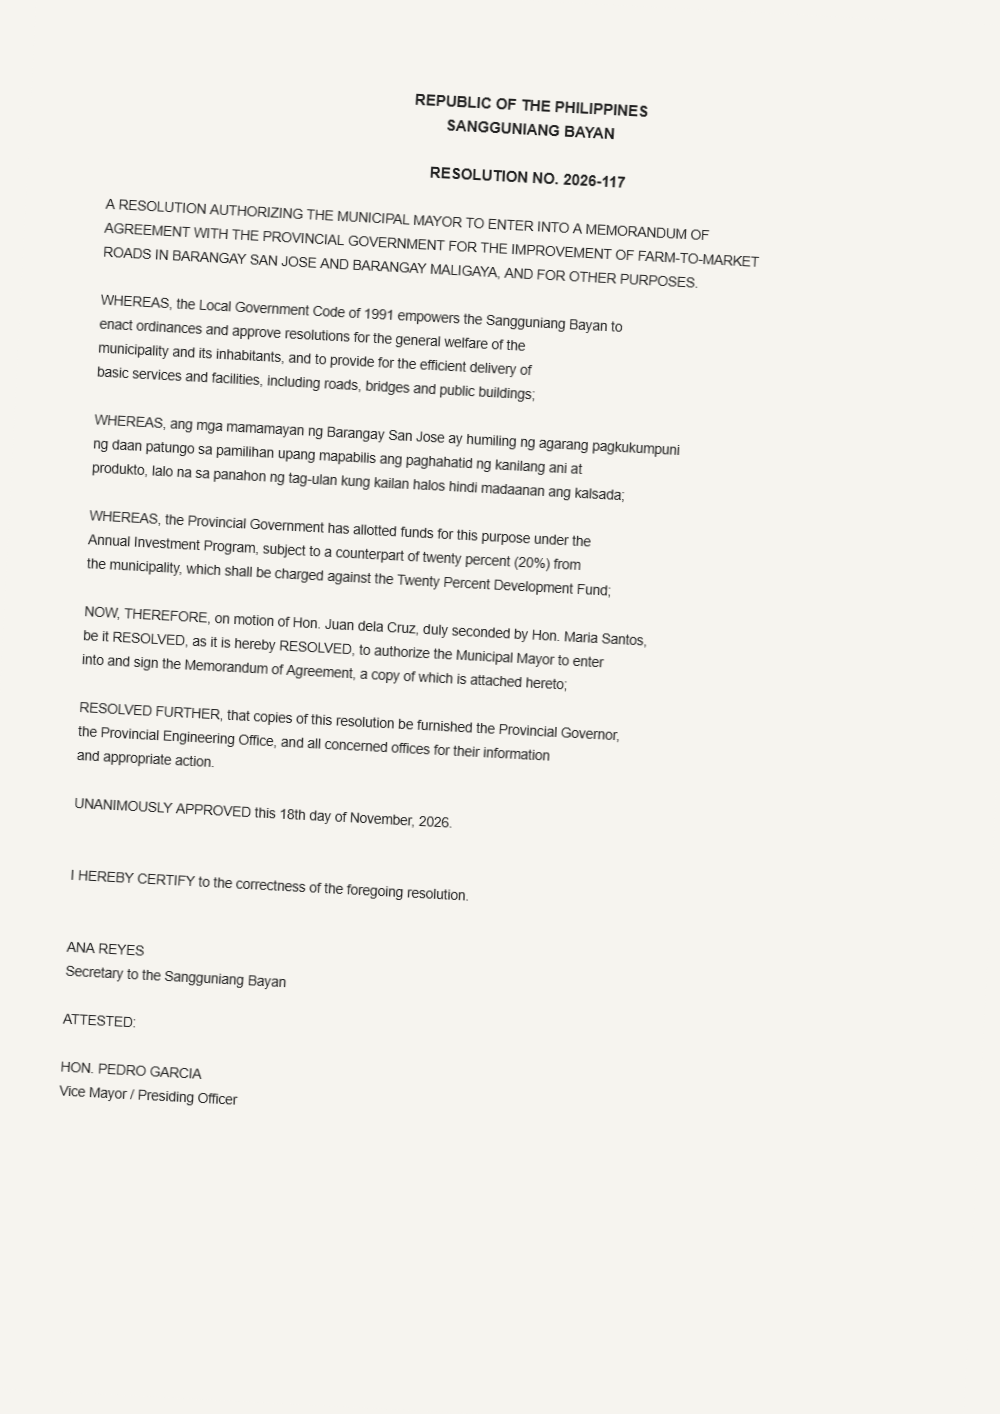 REPUBLIC OF THE PHILIPPINES
SANGGUNIANG BAYAN
RESOLUTION NO. 2026-117
A RESOLUTION AUTHORIZING THE MUNICIPAL MAYOR TO ENTER INTO A MEMORANDUM OF
AGREEMENT WITH THE PROVINCIAL GOVERNMENT FOR THE IMPROVEMENT OF FARM-TO-MARKET
ROADS IN BARANGAY SAN JOSE AND BARANGAY MALIGAYA, AND FOR OTHER PURPOSES.
WHEREAS, the Local Government Code of 1991 empowers the Sangguniang Bayan to
enact ordinances and approve resolutions for the general welfare of the
municipality and its inhabitants, and to provide for the efficient delivery of
basic services and facilities, including roads, bridges and public buildings;
WHEREAS, ang mga mamamayan ng Barangay San Jose ay humiling ng agarang pagkukumpuni
ng daan patungo sa pamilihan upang mapabilis ang paghahatid ng kanilang ani at
produkto, lalo na sa panahon ng tag-ulan kung kailan halos hindi madaanan ang kalsada;
WHEREAS, the Provincial Government has allotted funds for this purpose under the
Annual Investment Program, subject to a counterpart of twenty percent (20%) from
the municipality, which shall be charged against the Twenty Percent Development Fund;
NOW, THEREFORE, on motion of Hon. Juan dela Cruz, duly seconded by Hon. Maria Santos,
be it RESOLVED, as it is hereby RESOLVED, to authorize the Municipal Mayor to enter
into and sign the Memorandum of Agreement, a copy of which is attached hereto;
RESOLVED FURTHER, that copies of this resolution be furnished the Provincial Governor,
the Provincial Engineering Office, and all concerned offices for their information
and appropriate action.
UNANIMOUSLY APPROVED this 18th day of November, 2026.
I HEREBY CERTIFY to the correctness of the foregoing resolution.
ANA REYES
Secretary to the Sangguniang Bayan
ATTESTED:
HON. PEDRO GARCIA
Vice Mayor / Presiding Officer